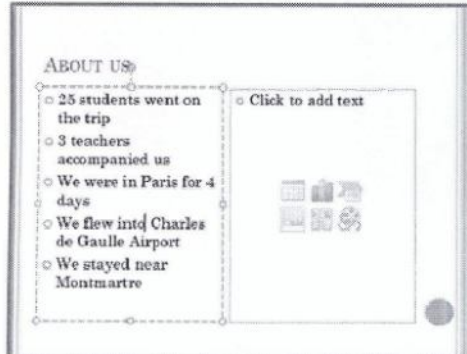 ABOUT US
25 students went on
the trip
3 teachers
accompanied us
We were in Paris for 4
days
We flew into Charles
de Gaulle Airport
We stayed near
Montmartre
Click to add text